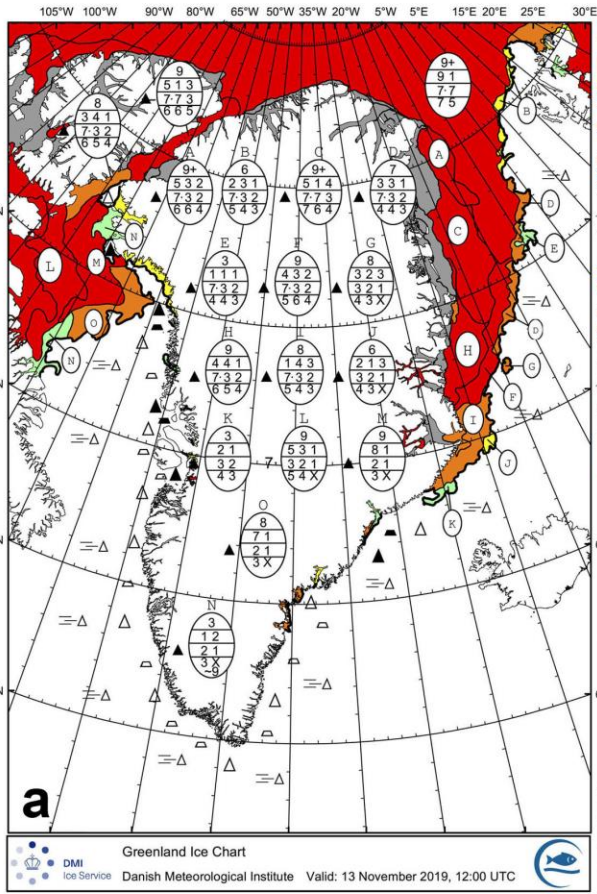 105°W 100°W 90°W 80°W 70°W 60°W 50°W 40°W 30°W 20°W 10°W 0° 5°E 15°E 20°E 25°E 30°E
9
5 1 3
7·7 3
6 6 5
8
3 4 1
7·3 2
6 5 4
9+
9 1
7·7·
7 5
A
9+
5 3 2
7·3 2
6 6 4
B
6
2 3 1
7·3 2
5 4 3
C
9+
5 1 4
7·7·3
7 6 4
D
7
3 3 1
7·3 2
4 4 3
E
3
1 1 1
7·3 2
4 4 3
F
9
4 3 2
7·3 2
5 6 4
G
8
3 2 3
3 2 1
4 3 X
H
9
4 4 1
7·3 2
6 5 4
I
8
1 4 3
7·3 2
5 4 3
J
6
2 1 3
3 2 1
4 3 X
K
3
2 1
3 2
4 3
7
L
9
5 3 1
3 2 1
5 4 X
M
9
8 1
2 1
3 X
O
8
7 1
2 1
3 X
N
3
1 2
2 1
3 X
~9
B
A
D
C
E
N
L
M
D
O
H
G
N
F
I
J
K
a
DMI
Ice Service
Greenland Ice Chart
Danish Meteorological Institute Valid: 13 November 2019, 12:00 UTC